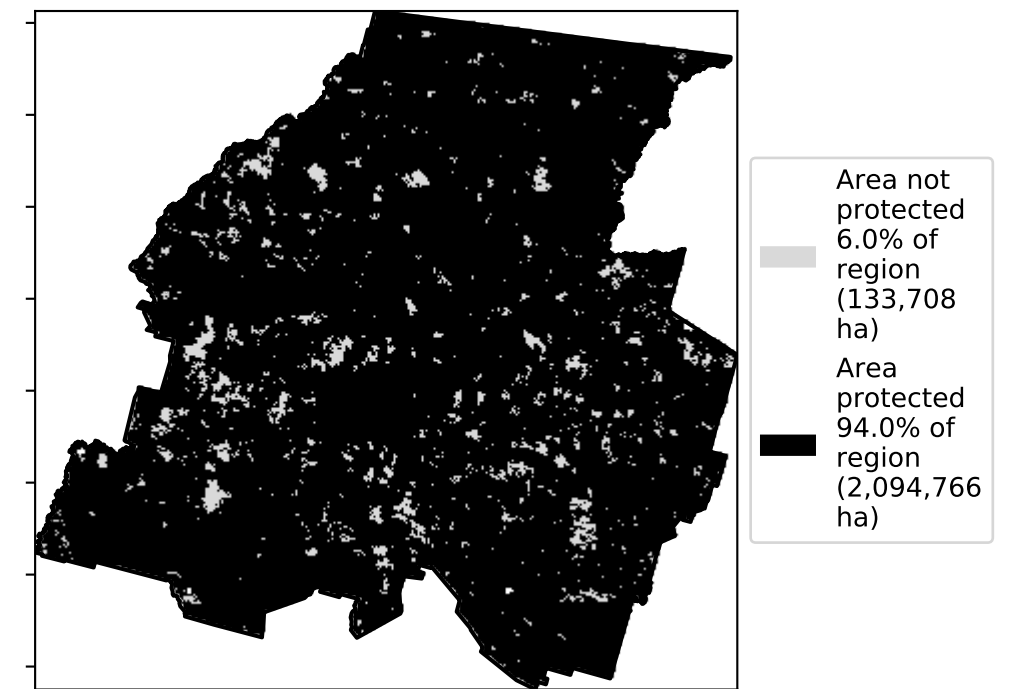 Area not
protected
6.0% of
region
(133,708
ha)
Area
protected
94.0% of
region
(2,094,766
ha)